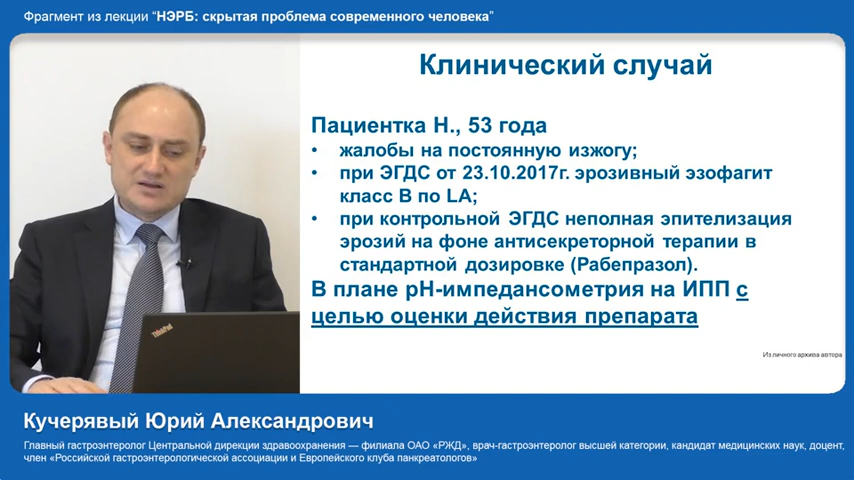 Фрагмент из лекции "НЭРБ: скрытая проблема современного человека"
Клинический случай
Пациентка Н., 53 года
• жалобы на постоянную изжогу;
• при ЭГДС от 23.10.2017г. эрозивный эзофагит
класс В по LA;
• при контрольной ЭГДС неполная эпителизация
эрозий на фоне антисекреторной терапии в
стандартной дозировке (Рабепразол).
В плане рН-импедансометрия на ИПП с
целью оценки действия препарата
Из личного архива автора
ThinkPad
Кучерявый Юрий Александрович
Главный гастроэнтеролог Центральной дирекции здравоохранения — филиала ОАО «РЖД», врач-гастроэнтеролог высшей категории, кандидат медицинских наук, доцент,
член «Российской гастроэнтерологической ассоциации и Европейского клуба панкреатологов»